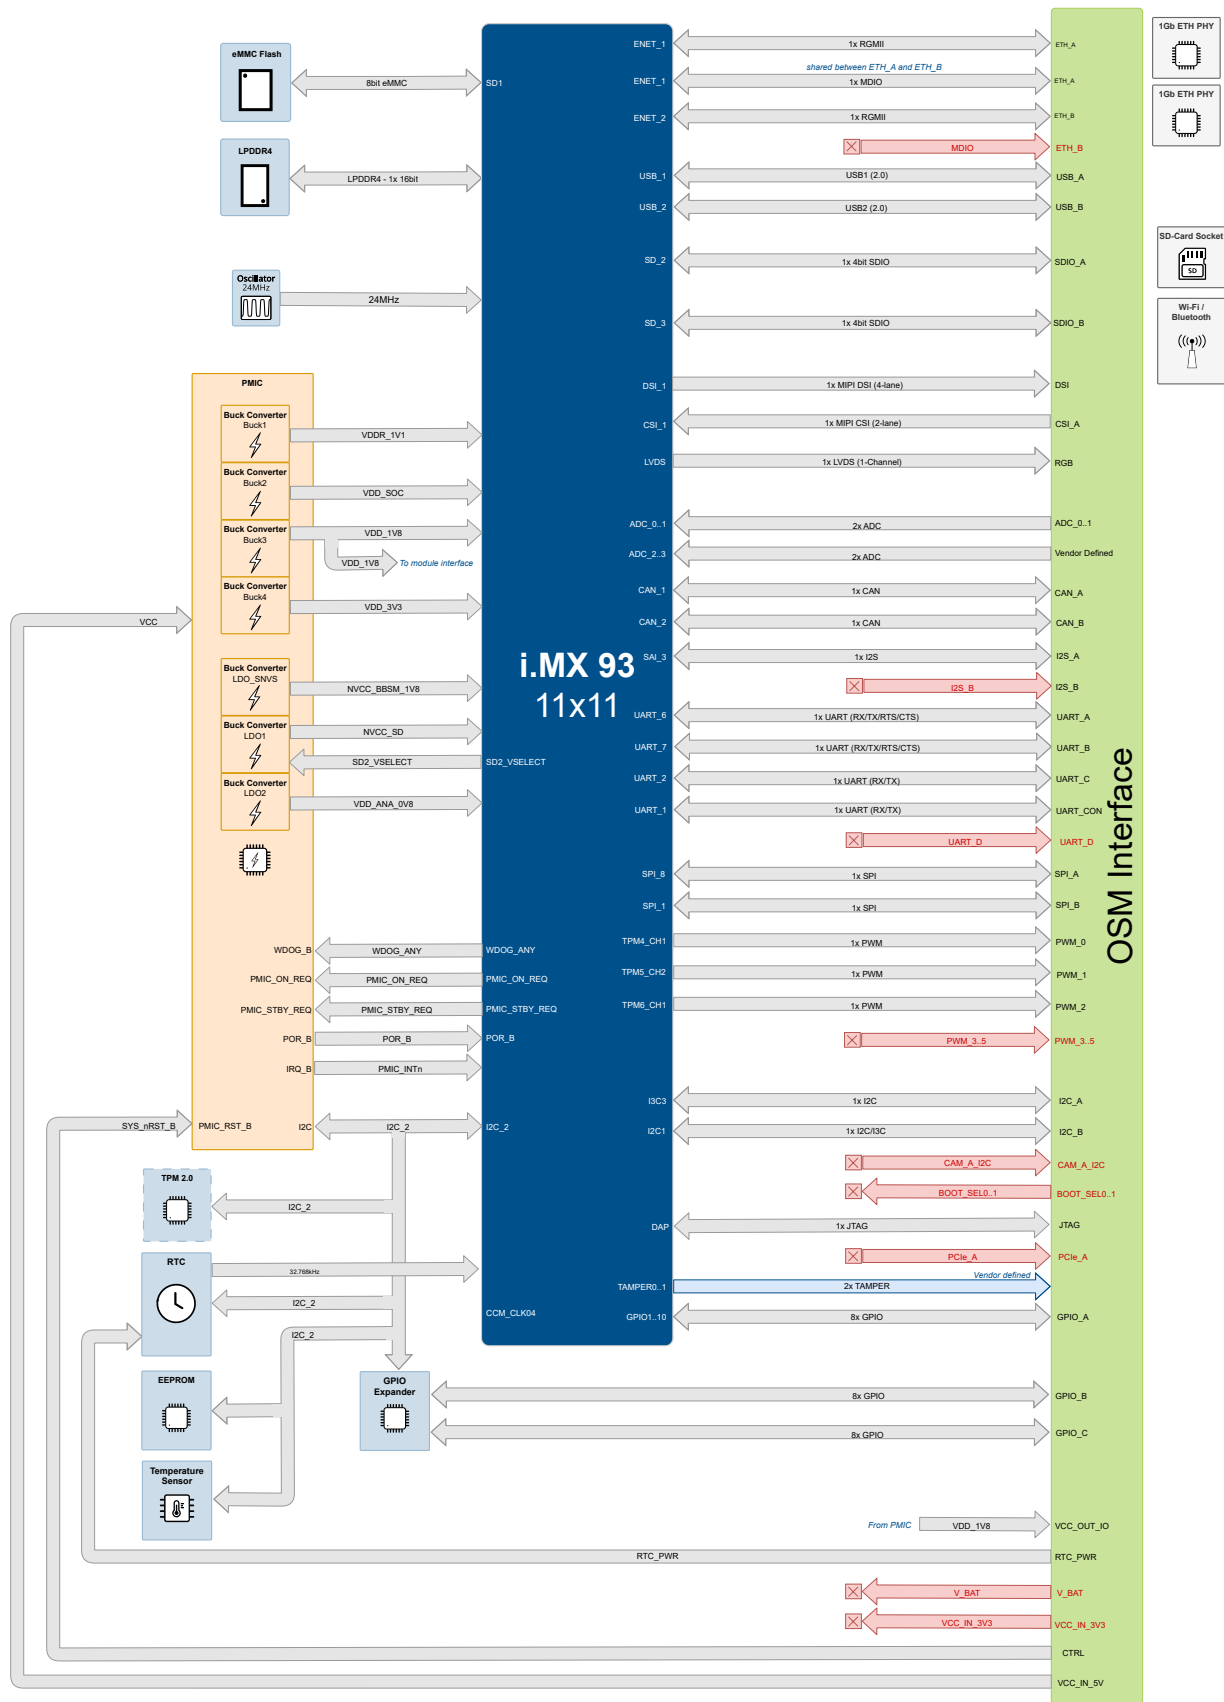 eMMC Flash
8bit eMMC
SD1
LPDDR4
LPDDR4 - 1x 16bit
Oscillator
24MHz
24MHz
PMIC
Buck Converter
Buck1
VDDR_1V1
Buck Converter
Buck2
VDD_SOC
Buck Converter
Buck3
VDD_1V8
VDD_1V8
To module interface
Buck Converter
Buck4
VDD_3V3
VCC
Buck Converter
LDO_SNVS
NVCC_BBSM_1V8
Buck Converter
LDO1
NVCC_SD
SD2_VSELECT
SD2_VSELECT
Buck Converter
LDO2
VDD_ANA_0V8
WDOG_B
WDOG_ANY
WDOG_ANY
PMIC_ON_REQ
PMIC_ON_REQ
PMIC_ON_REQ
PMIC_STBY_REQ
PMIC_STBY_REQ
PMIC_STBY_REQ
POR_B
POR_B
POR_B
IRQ_B
PMIC_INTn
SYS_nRST_B
PMIC_RST_B
I2C
I2C_2
I2C_2
TPM 2.0
I2C_2
RTC
32.768kHz
I2C_2
I2C_2
CCM_CLK04
EEPROM
Temperature
Sensor
GPIO
Expander
i.MX 93
11x11
ENET_1
1x RGMII
ETH_A
shared between ETH_A and ETH_B
ENET_1
1x MDIO
ETH_A
ENET_2
1x RGMII
ETH_B
MDIO
ETH_B
USB_1
USB1 (2.0)
USB_A
USB_2
USB2 (2.0)
USB_B
SD_2
1x 4bit SDIO
SDIO_A
SD_3
1x 4bit SDIO
SDIO_B
DSI_1
1x MIPI DSI (4-lane)
DSI
CSI_1
1x MIPI CSI (2-lane)
CSI_A
LVDS
1x LVDS (1-Channel)
RGB
ADC_0..1
2x ADC
ADC_0..1
ADC_2..3
2x ADC
Vendor Defined
CAN_1
1x CAN
CAN_A
CAN_2
1x CAN
CAN_B
SAI_3
1x I2S
I2S_A
I2S_B
I2S_B
UART_6
1x UART (RX/TX/RTS/CTS)
UART_A
UART_7
1x UART (RX/TX/RTS/CTS)
UART_B
UART_2
1x UART (RX/TX)
UART_C
UART_1
1x UART (RX/TX)
UART_CON
UART_D
UART_D
SPI_8
1x SPI
SPI_A
SPI_1
1x SPI
SPI_B
TPM4_CH1
1x PWM
PWM_0
TPM5_CH2
1x PWM
PWM_1
TPM6_CH1
1x PWM
PWM_2
PWM_3..5
PWM_3..5
I3C3
1x I2C
I2C_A
I2C1
1x I2C/I3C
I2C_B
CAM_A_I2C
CAM_A_I2C
BOOT_SEL0..1
BOOT_SEL0..1
DAP
1x JTAG
JTAG
PCIe_A
PCIe_A
Vendor defined
TAMPER0..1
2x TAMPER
GPIO1..10
8x GPIO
GPIO_A
8x GPIO
GPIO_B
8x GPIO
GPIO_C
From PMIC
VDD_1V8
VCC_OUT_IO
RTC_PWR
RTC_PWR
V_BAT
V_BAT
VCC_IN_3V3
VCC_IN_3V3
CTRL
VCC_IN_5V
OSM Interface
1Gb ETH PHY
1Gb ETH PHY
SD-Card Socket
SD
Wi-Fi /
Bluetooth